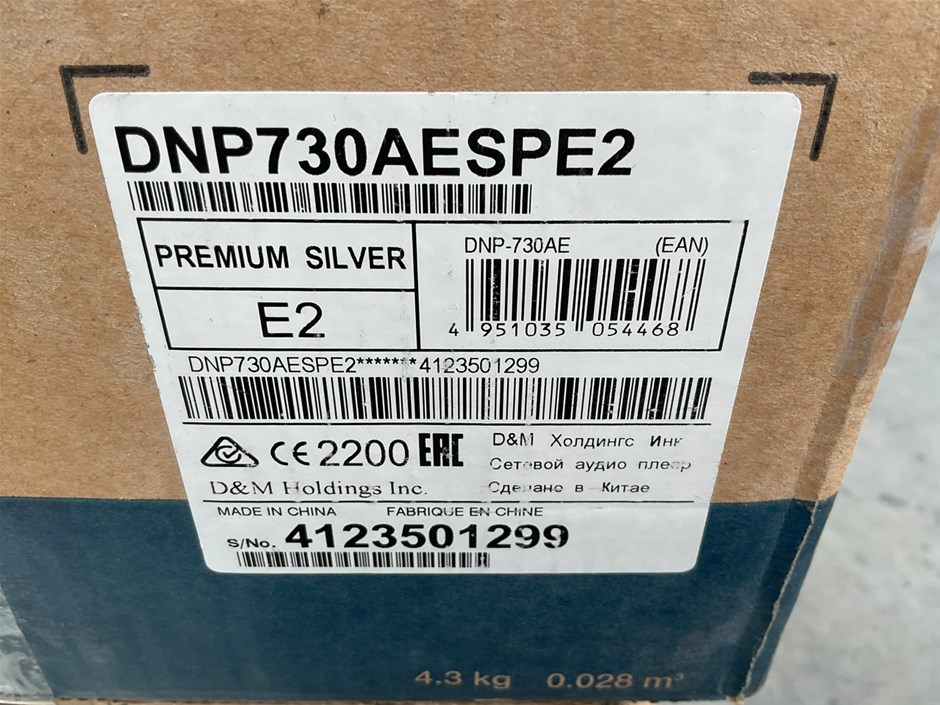 DNP730AESPE2
PREMIUM SILVER
E2
DNP-730AE (EAN)
4 951035 054468
DNP730AESPE2*******4123501299
CE 2200 EAC
D&M Холдингс Инк
Сетевой аудио плеер
Сделано в Китае
D&M Holdings Inc.
MADE IN CHINA FABRIQUE EN CHINE
S/No. 4123501299
4.3 kg 0.028 m³